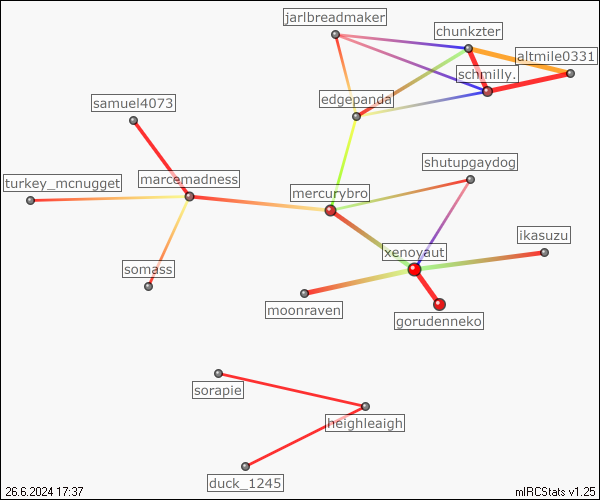 jarlbreadmaker
chunkzter
altmile0331
schmilly.
edgepanda
samuel4073
shutupgaydog
turkey_mcnugget
marcemadness
mercurybro
ikasuzu
xenoyaut
somass
moonraven
gorudenneko
sorapie
heighleaigh
duck_1245
26.6.2024 17:37
mIRCStats v1.25